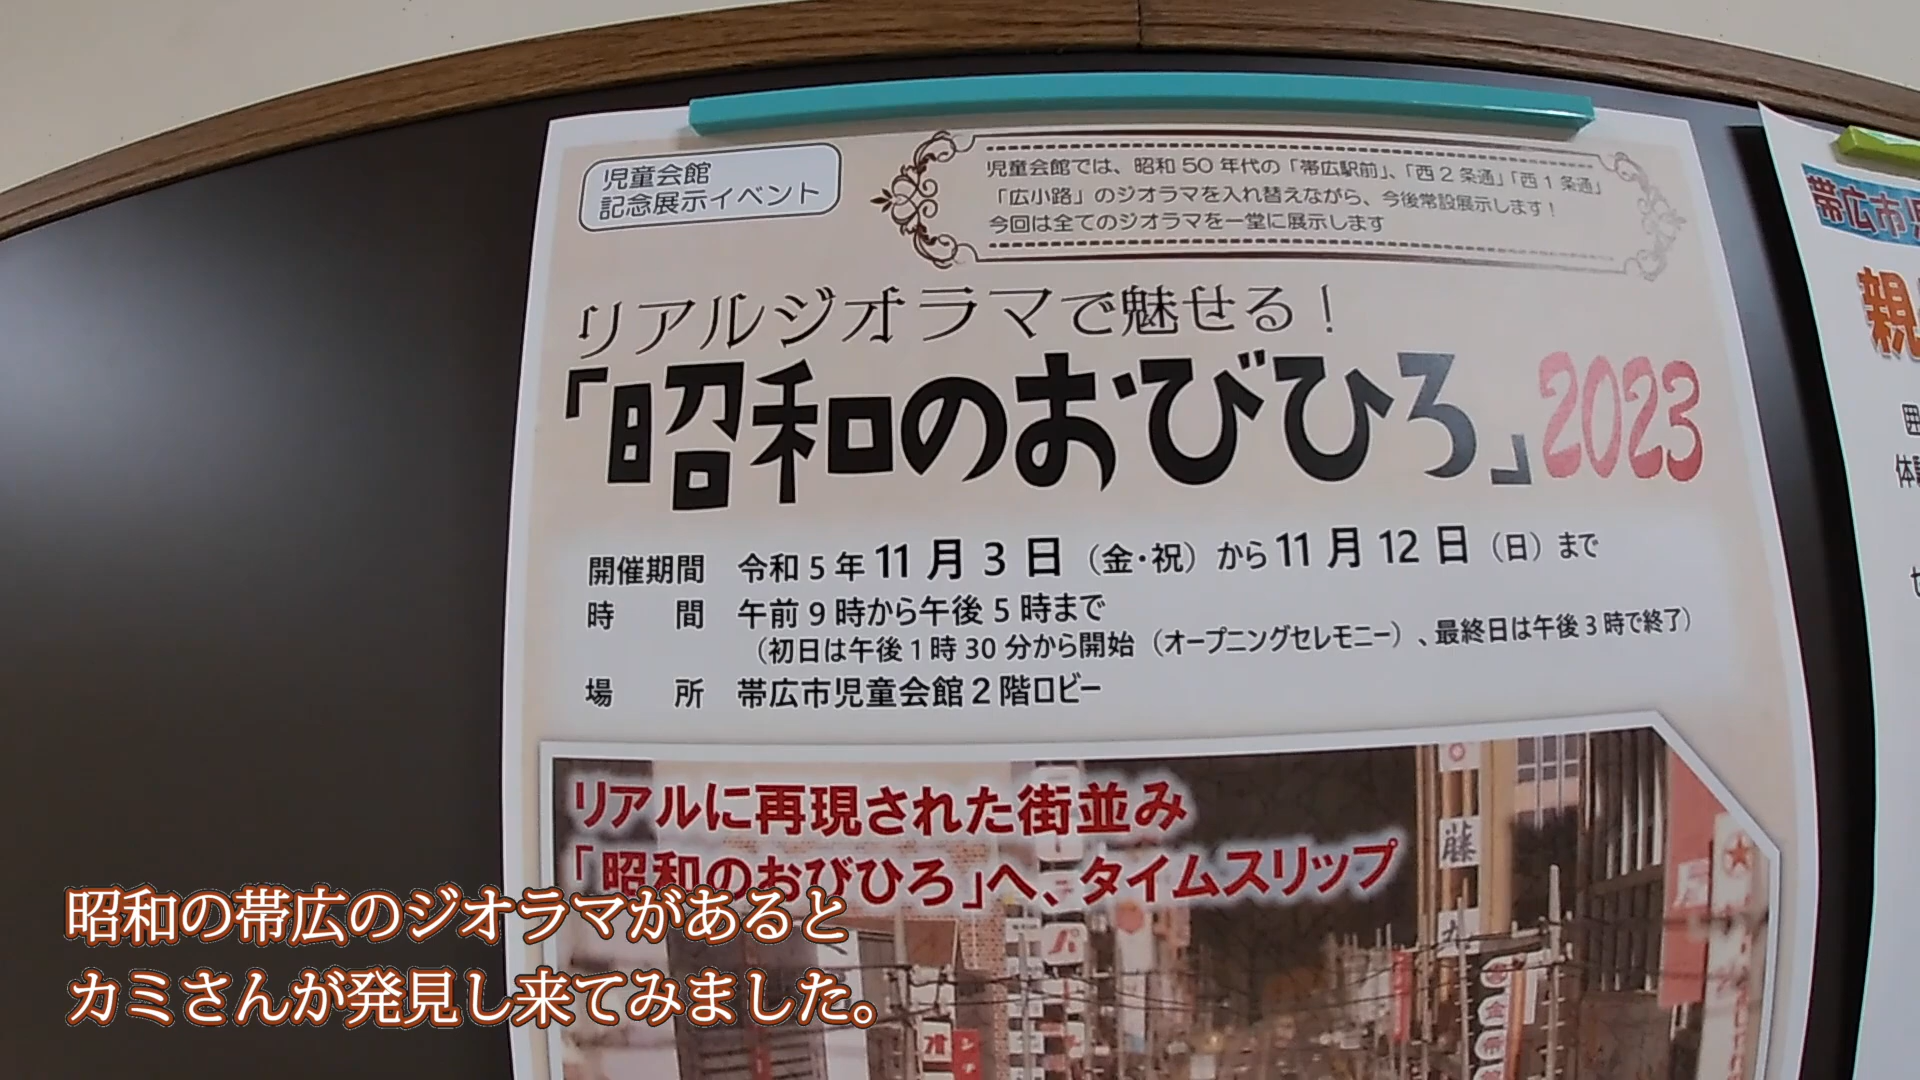 児童会館
記念展示イベント
児童会館では、昭和50年代の「帯広駅前」、「西2条通」「西1条通」
「広小路」のジオラマを入れ替えながら、今後常設展示します！
今回は全てのジオラマを一堂に展示します
リアルジオラマで魅せる！
「昭和のおびひろ」2023
開催期間 令和5年11月3日（金・祝）から11月12日（日）まで
時間 午前9時から午後5時まで
（初日は午後1時30分から開始（オープニングセレモニー）、最終日は午後3時で終了）
場所 帯広市児童会館2階ロビー
リアルに再現された街並み
「昭和のおびひろ」へ、タイムスリップ
藤
丸
パ
オ
帯広市
親
体
昭和の帯広のジオラマがあると
カミさんが発見し来てみました。